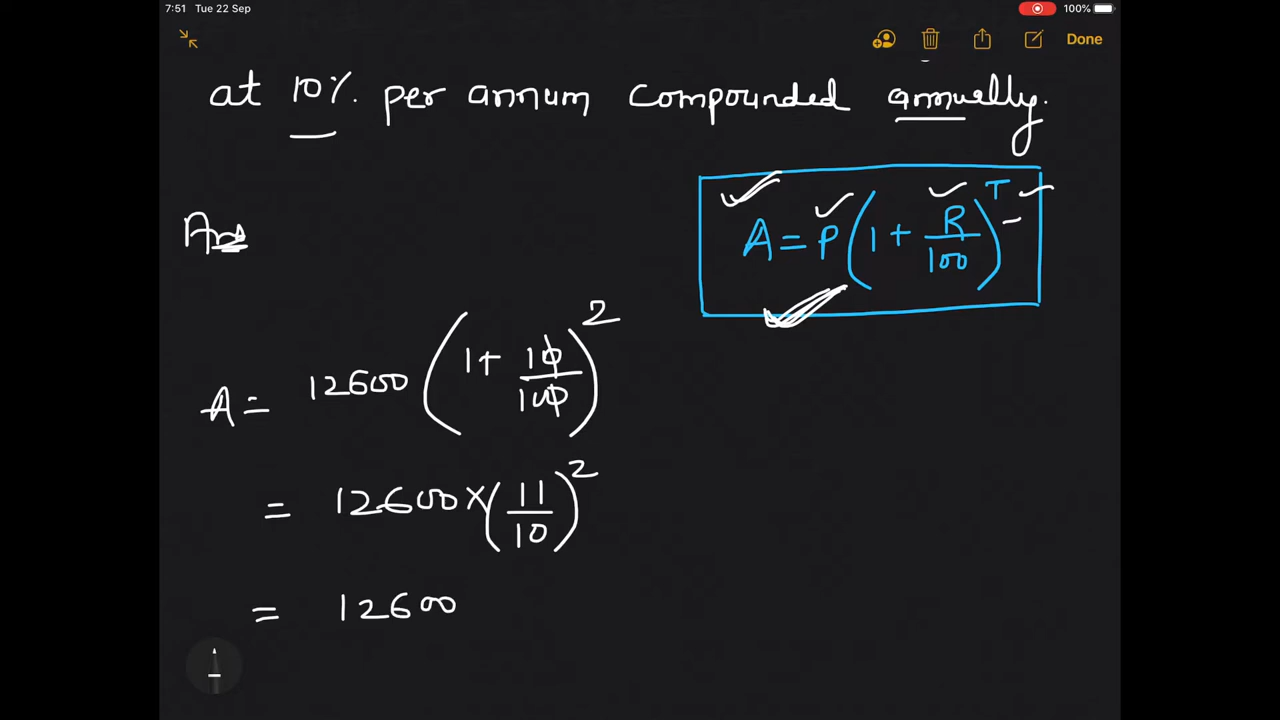 7:51 Tue 22 Sep
100%
Done
at 10% per annum compounded annually.
A = P(1 + R/100)^T
Ans
A = 12600(1 + 10/100)^2
= 12600 × (11/10)^2
= 12600